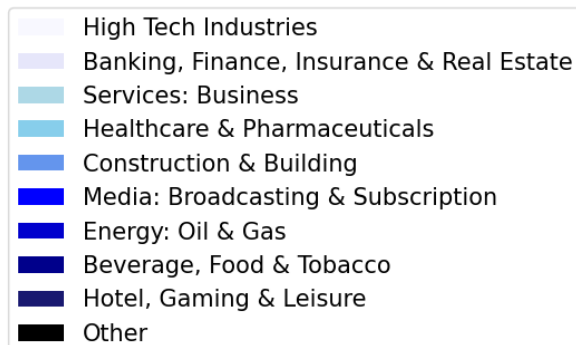 High Tech Industries
Banking, Finance, Insurance & Real Estate
Services: Business
Healthcare & Pharmaceuticals
Construction & Building
Media: Broadcasting & Subscription
Energy: Oil & Gas
Beverage, Food & Tobacco
Hotel, Gaming & Leisure
Other